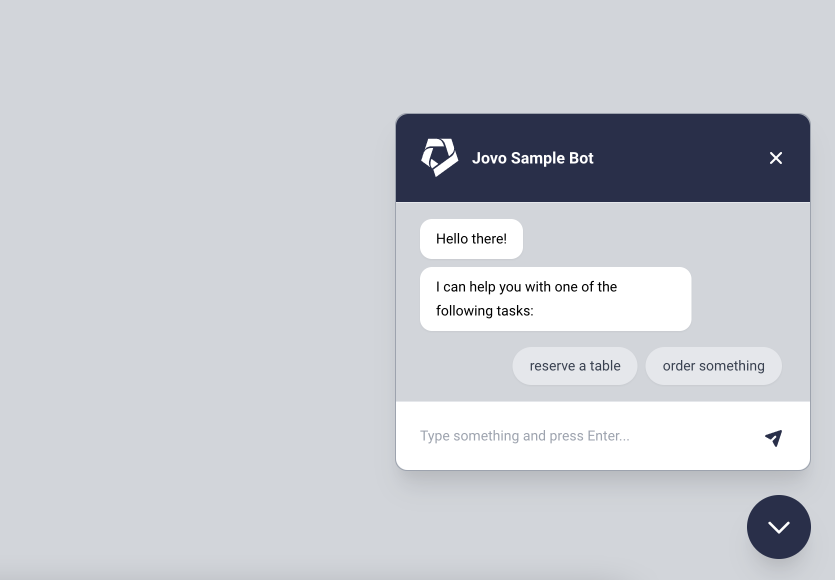 Jovo Sample Bot
Hello there!
I can help you with one of the
following tasks:
reserve a table
order something
Type something and press Enter...